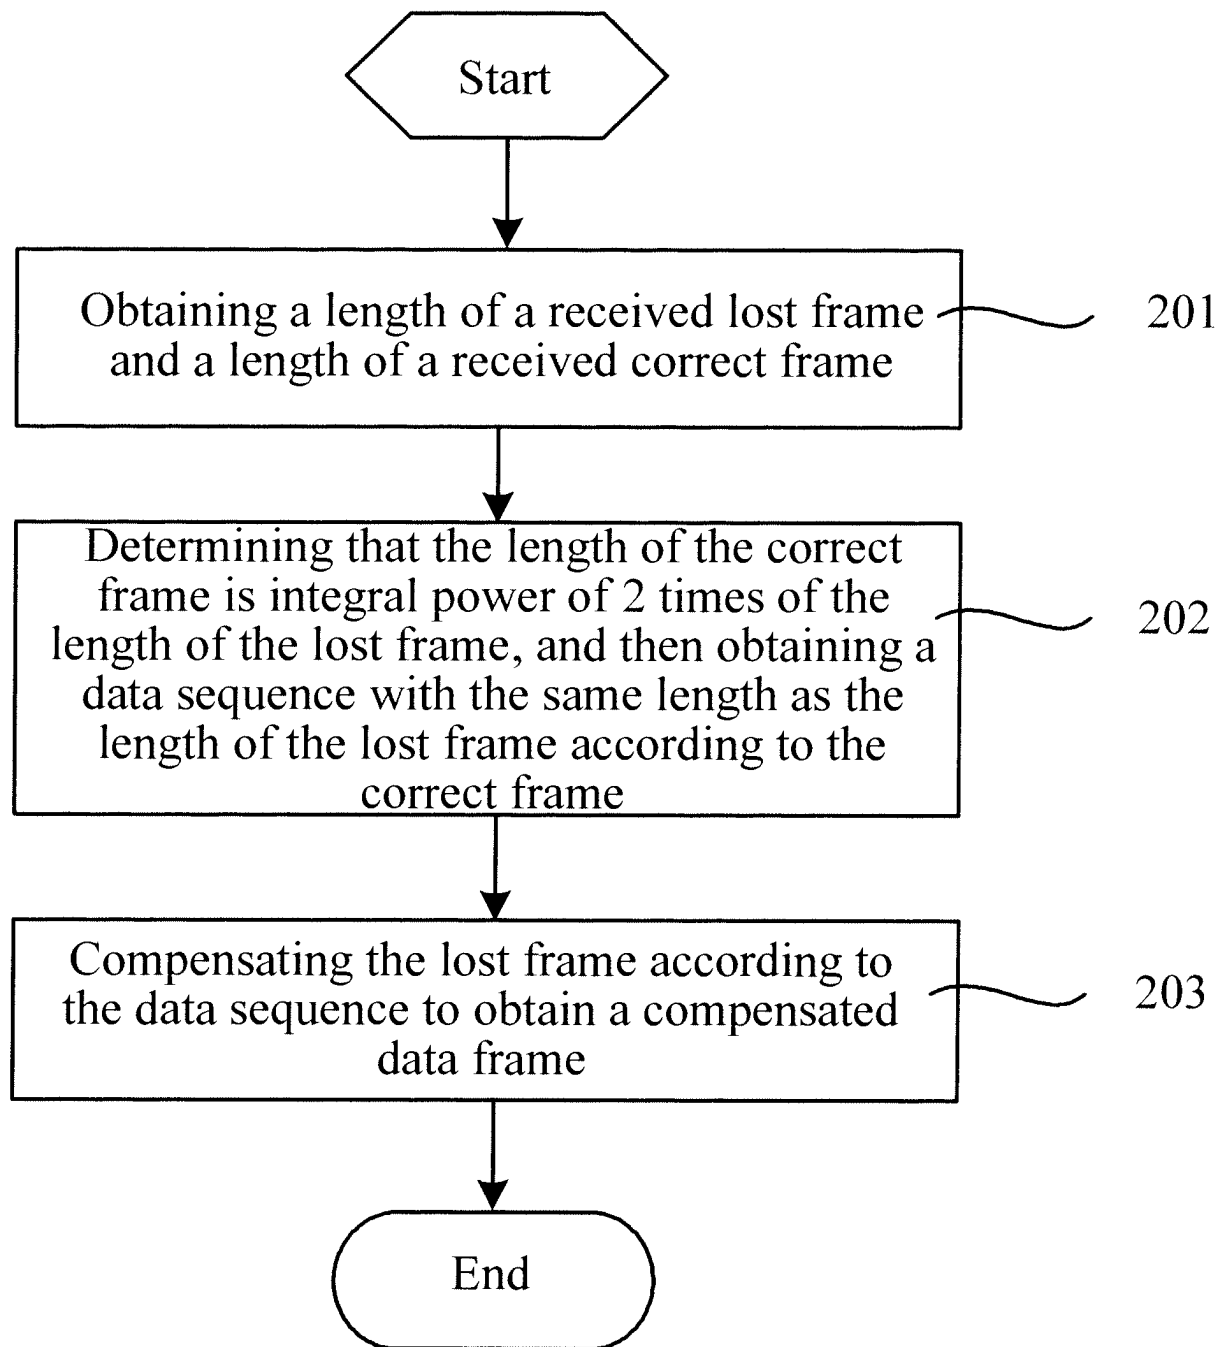 Start
Obtaining a length of a received lost frame
and a length of a received correct frame
201
Determining that the length of the correct
frame is integral power of 2 times of the
length of the lost frame, and then obtaining a
data sequence with the same length as the
length of the lost frame according to the
correct frame
202
Compensating the lost frame according to
the data sequence to obtain a compensated
data frame
203
End